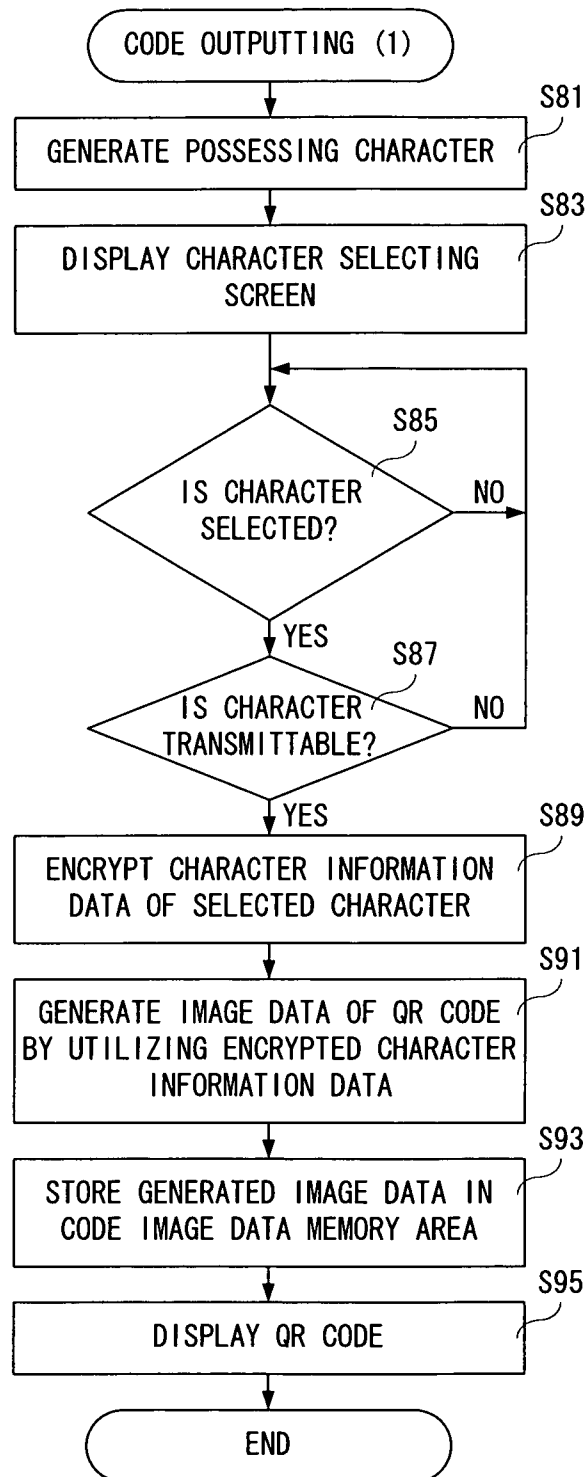 CODE OUTPUTTING (1)
S81
GENERATE POSSESSING CHARACTER
S83
DISPLAY CHARACTER SELECTING
SCREEN
S85
IS CHARACTER
SELECTED?
NO
YES
S87
IS CHARACTER
TRANSMITTABLE?
NO
YES
S89
ENCRYPT CHARACTER INFORMATION
DATA OF SELECTED CHARACTER
S91
GENERATE IMAGE DATA OF QR CODE
BY UTILIZING ENCRYPTED CHARACTER
INFORMATION DATA
S93
STORE GENERATED IMAGE DATA IN
CODE IMAGE DATA MEMORY AREA
S95
DISPLAY QR CODE
END